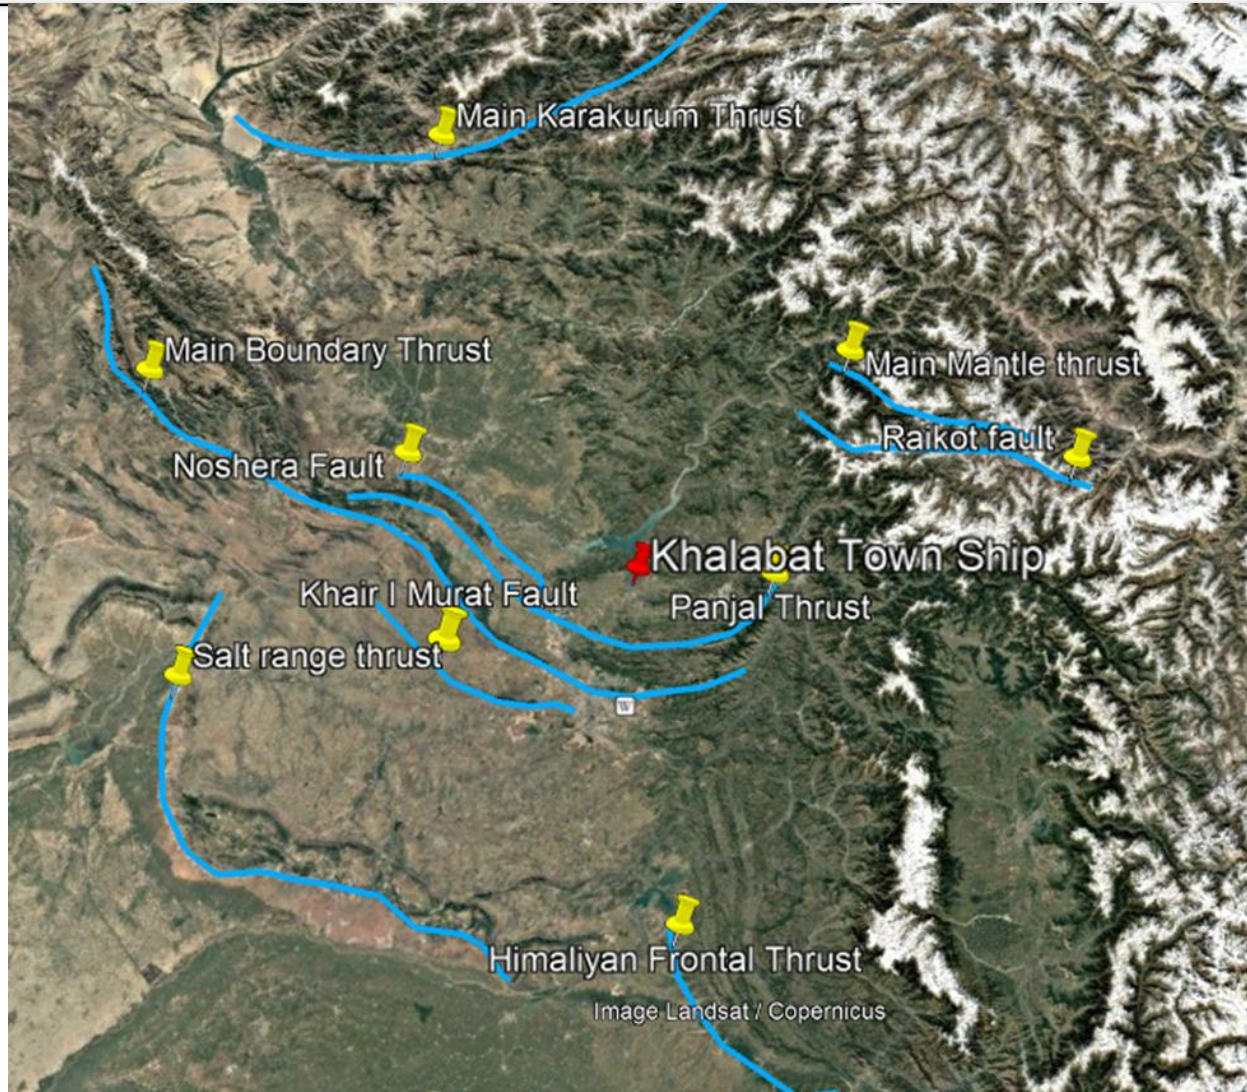 Main Karakurum Thrust
Main Boundary Thrust
Main Mantle thrust
Raikot fault
Noshera Fault
Khalabat Town Ship
Khair I Murat Fault
Panjal Thrust
Salt range thrust
W
Himaliyan Frontal Thrust
Image Landsat / Copernicus